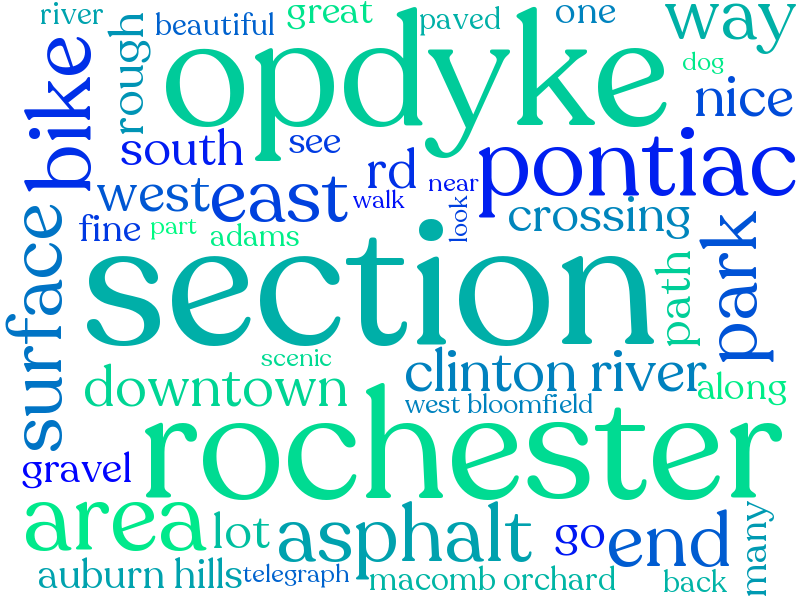 river
beautiful
great
paved
one
way
rough
opdyke
dog
bike
nice
south
see
rd
near
pontiac
west
east
walk
look
crossing
fine
part
adams
surface
section
path
park
scenic
clinton river
downtown
along
west bloomfield
rochester
gravel
area
lot
asphalt
go
end
many
auburn hills
telegraph
macomb orchard
back